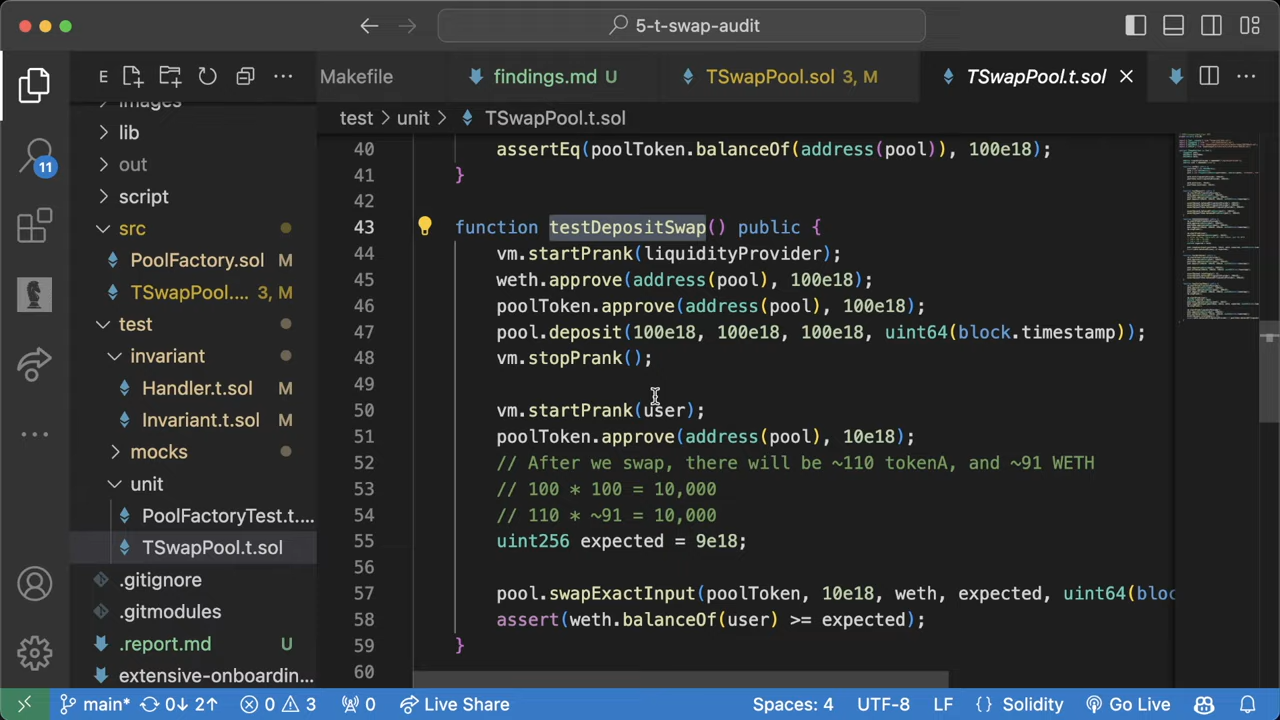 5-t-swap-audit
E
Makefile
findings.md U
TSwapPool.sol 3, M
TSwapPool.t.sol
test > unit > TSwapPool.t.sol
images
lib
out
script
src
PoolFactory.sol M
TSwapPool.... 3, M
test
invariant
Handler.t.sol M
Invariant.t.sol M
mocks
unit
PoolFactoryTest.t....
TSwapPool.t.sol
.gitignore
.gitmodules
.report.md U
extensive-onboardin...
11
40 assertEq(poolToken.balanceOf(address(pool)), 100e18);
41 }
42
43 function testDepositSwap() public {
44 vm.startPrank(liquidityProvider);
45 weth.approve(address(pool), 100e18);
46 poolToken.approve(address(pool), 100e18);
47 pool.deposit(100e18, 100e18, 100e18, uint64(block.timestamp));
48 vm.stopPrank();
49
50 vm.startPrank(user);
51 poolToken.approve(address(pool), 10e18);
52 // After we swap, there will be ~110 tokenA, and ~91 WETH
53 // 100 * 100 = 10,000
54 // 110 * ~91 = 10,000
55 uint256 expected = 9e18;
56
57 pool.swapExactInput(poolToken, 10e18, weth, expected, uint64(bloc
58 assert(weth.balanceOf(user) >= expected);
59 }
60
main* 0↓ 2↑ 0 3 0 Live Share Spaces: 4 UTF-8 LF {} Solidity Go Live